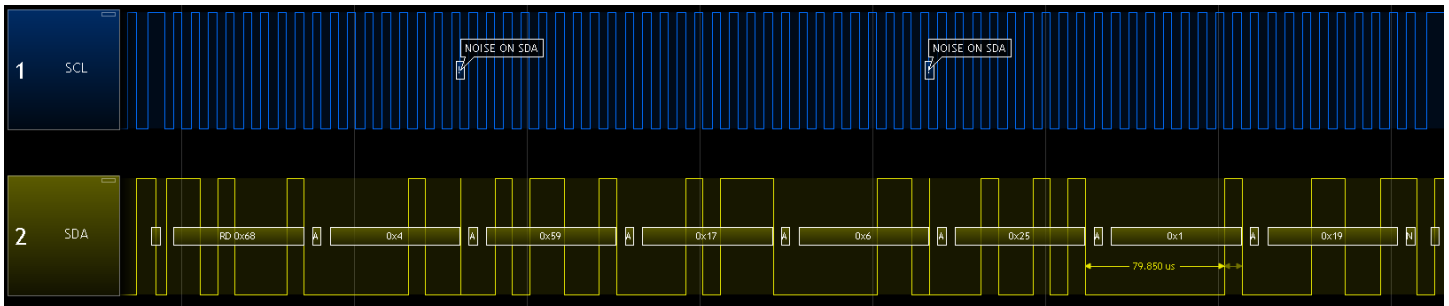 1 SCL
NOISE ON SDA
NOISE ON SDA
2 SDA
RD 0x68 A 0x4 A 0x59 A 0x17 A 0x6 A 0x25 A 0x1 A 0x19 N
79.850 us